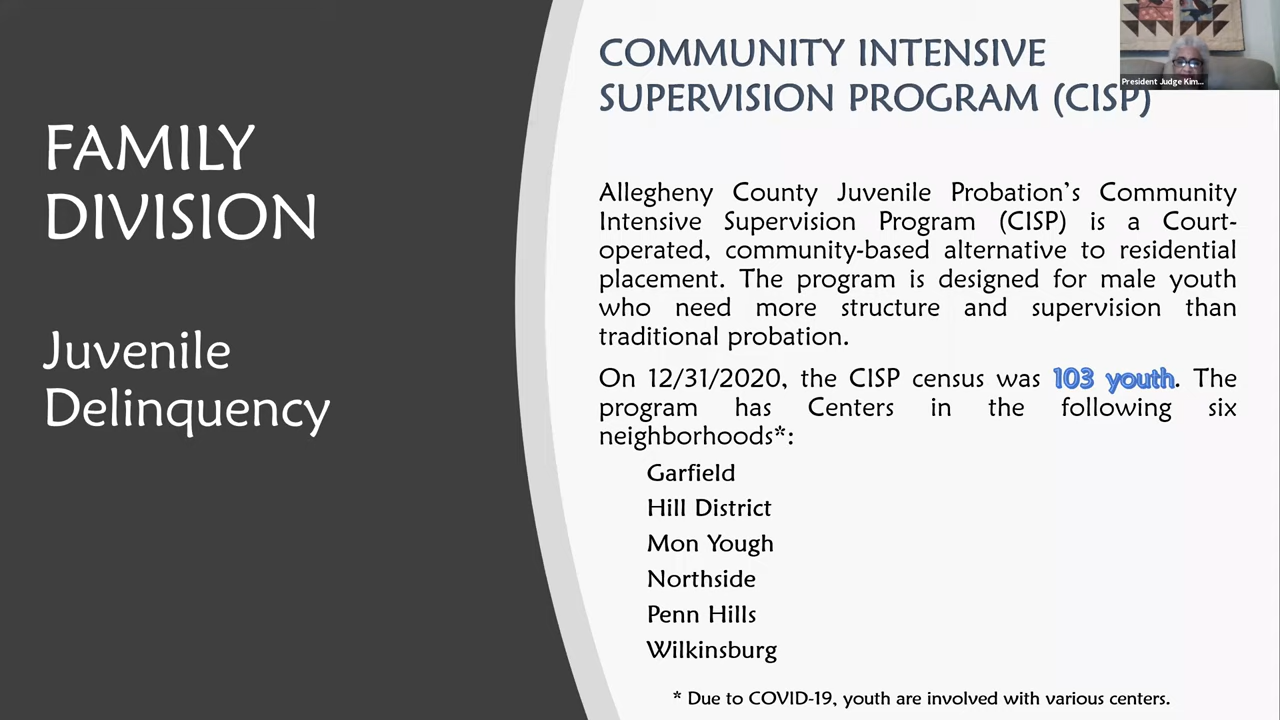 FAMILY
DIVISION
Juvenile
Delinquency
COMMUNITY INTENSIVE
SUPERVISION PROGRAM (CISP)
President Judge Kim...
Allegheny County Juvenile Probation's Community
Intensive Supervision Program (CISP) is a Court-
operated, community-based alternative to residential
placement. The program is designed for male youth
who need more structure and supervision than
traditional probation.
On 12/31/2020, the CISP census was 103 youth. The
program has Centers in the following six
neighborhoods*:
Garfield
Hill District
Mon Yough
Northside
Penn Hills
Wilkinsburg
* Due to COVID-19, youth are involved with various centers.